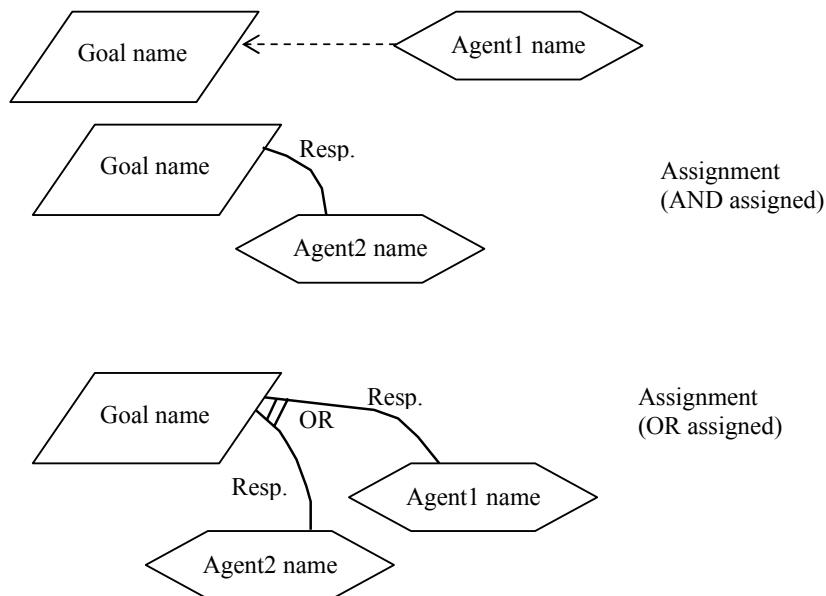 Goal name
Agent1 name
Goal name
Resp.
Assignment
(AND assigned)
Agent2 name
Goal name
Resp.
OR
Assignment
(OR assigned)
Resp.
Agent1 name
Agent2 name